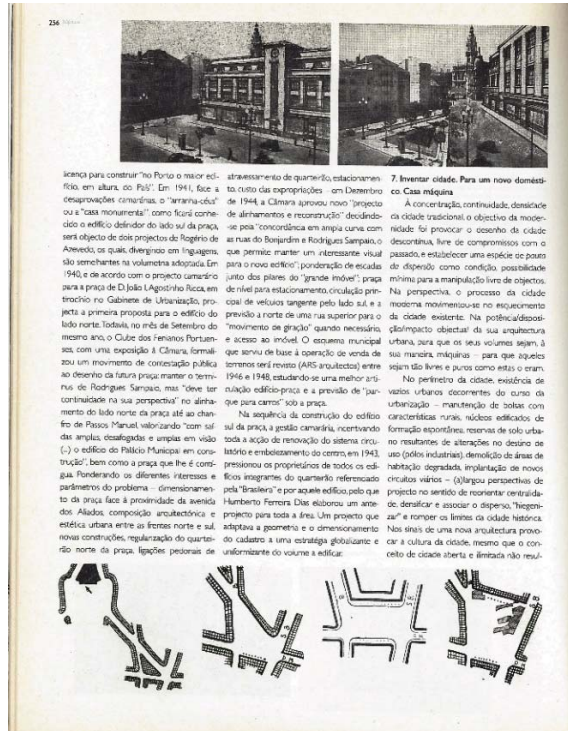 256
licença para construir "no Porto o maior edi-
fício, em altura, do País". Em 1941, face a
desaprovações camarárias, o "arranha-céus"
ou a "casa monumental" como ficará conhe-
cido o edifício definidor do lado sul da praça,
será objecto de dois projectos de Rogério de
Azevedo, os quais, divergindo em linguagens,
são semelhantes na volumetria adoptada. Em
1940, e de acordo com o projecto camarário
para a praça de D. João I, Agostinho Ricca, em
tirocínio no Gabinete de Urbanização, pro-
jecta a primeira proposta para o edifício do
lado norte. Todavia, no mês de Setembro do
mesmo ano, o Clube dos Fenianos Portuen-
ses, com uma exposição à Câmara, formali-
zou um movimento de contestação pública
ao desenho da futura praça: manter o termi-
nus de Rodrigues Sampaio, mas "deve ter
continuidade na sua perspectiva" no alinha-
mento do lado norte da praça até ao chan-
fro de Passos Manuel, valorizando "com saí-
das amplas, desafogadas e amplas em visão
(...) o edifício do Palácio Municipal em cons-
trução", bem como a praça que lhe é contí-
gua. Ponderando os diferentes interesses e
parâmetros do problema – dimensionamen-
to da praça face à proximidade da avenida
dos Aliados, composição arquitectónica e
estética urbana entre as frentes norte e sul,
novas construções, regularização do quartei-
rão norte da praça, ligações pedonais de
atravessamento de quarteirão, estacionamen-
to, custo das expropriações – em Dezembro
de 1944, a Câmara aprovou novo "projecto
de alinhamentos e reconstrução" decidindo-
-se pela "concordância em ampla curva com
as ruas do Bonjardim e Rodrigues Sampaio, o
que permite manter um interessante visual
para o novo edifício"; ponderação de escadas
junto dos pilares do "grande imóvel"; praça
de nível para estacionamento, circulação prin-
cipal de veículos tangente pelo lado sul, e a
previsão a norte de uma rua superior para o
"movimento de giração" quando necessário,
e acesso ao imóvel. O esquema municipal
que serviu de base à operação de venda de
terrenos será revisto (ARS-arquitectos) entre
1946 e 1948, estudando-se uma melhor arti-
culação edifício-praça e a previsão de "par-
que para carros" sob a praça.
Na sequência da construção do edifício
sul da praça, a gestão camarária, incentivando
toda a acção de renovação do sistema circu-
latório e embelezamento do centro, em 1943,
pressionou os proprietários de todos os edi-
fícios integrantes do quarteirão referenciado
pela "Brasileira" e por aquele edifício, pelo que
Humberto Ferreira Dias elaborou um ante-
projecto para toda a área. Um projecto que
adaptava a geometria e o dimensionamento
do cadastro a uma estratégia globalizante e
uniformizante do volume a edificar.
7. Inventar cidade. Para um novo domésti-
co. Casa máquina
À concentração, continuidade, densidade
da cidade tradicional, o objectivo da moder-
nidade foi provocar o desenho da cidade
descontínua, livre de compromissos com o
passado, e estabelecer uma espécie de pouto
de dispersão como condição, possibilidade
mínima para a manipulação livre de objectos.
Na perspectiva, o processo da cidade
moderna movimentou-se no esquecimento
da cidade existente. Na potência/disposi-
ção/impacto objectual da sua arquitectura
urbana, para que os seus volumes sejam, à
sua maneira, máquinas – para que aqueles
sejam tão livres e puros como estas o eram.
No perímetro da cidade, existência de
vazios urbanos decorrentes do curso da
urbanização – manutenção de bolsas com
características rurais, núcleos edificados de
formação espontânea, reservas de solo urba-
no resultantes de alterações no destino de
uso (pólos industriais), demolição de áreas de
habitação degradada, implantação de novos
circuitos viários – (a)largou perspectivas de
projecto no sentido de reorientar centralida-
de, densificar e associar o disperso, "hiegeni-
zar" e romper os limites da cidade histórica.
Nos sinais de uma nova arquitectura provo-
car a cultura da cidade, mesmo que o con-
ceito de cidade aberta e ilimitada não resul-